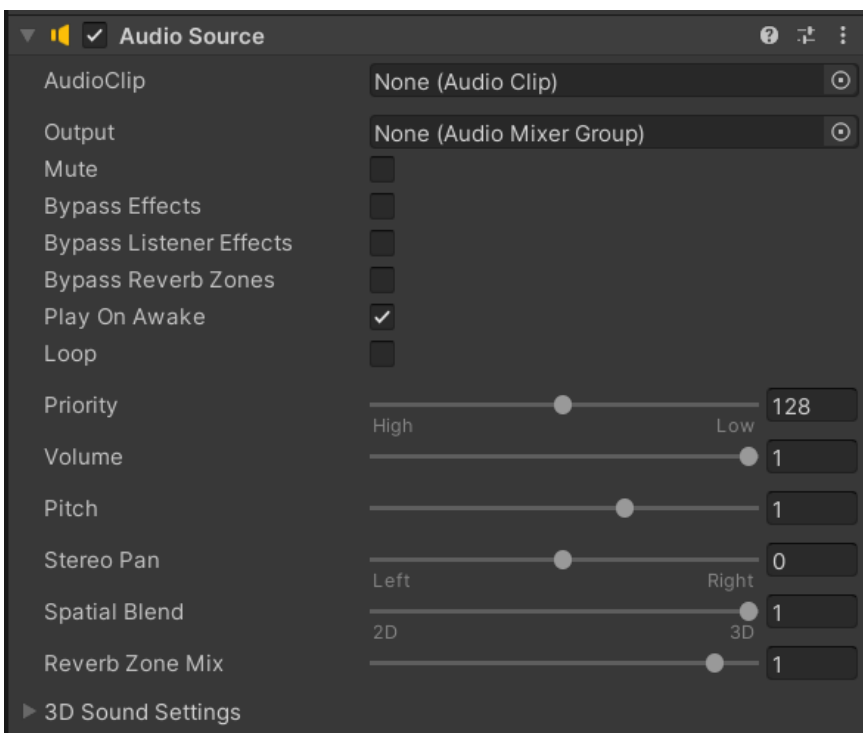 Audio Source
AudioClip None (Audio Clip)
Output None (Audio Mixer Group)
Mute
Bypass Effects
Bypass Listener Effects
Bypass Reverb Zones
Play On Awake
Loop
Priority 128
High Low
Volume 1
Pitch 1
Stereo Pan 0
Left Right
Spatial Blend 1
2D 3D
Reverb Zone Mix 1
3D Sound Settings